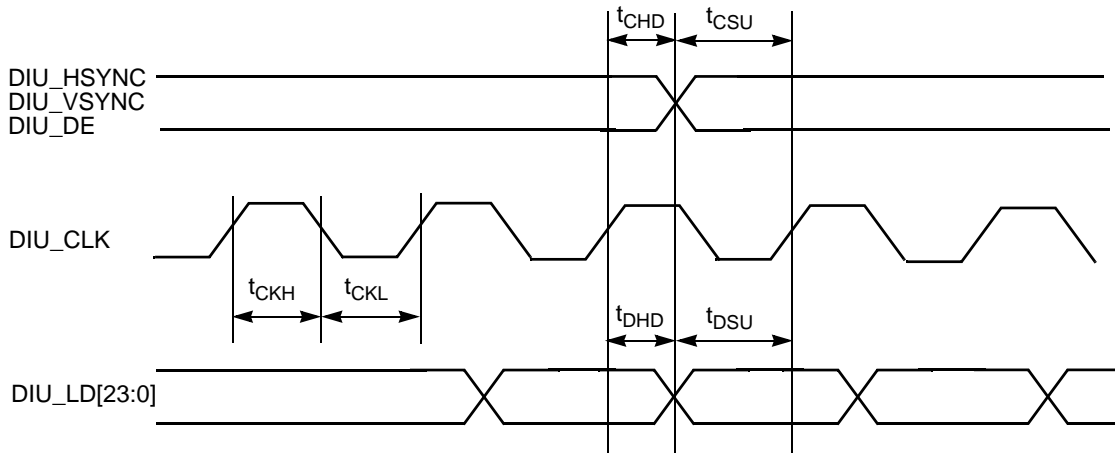 tCHD tCSU
DIU_HSYNC
DIU_VSYNC
DIU_DE
DIU_CLK
tCKH tCKL
tDHD tDSU
DIU_LD[23:0]